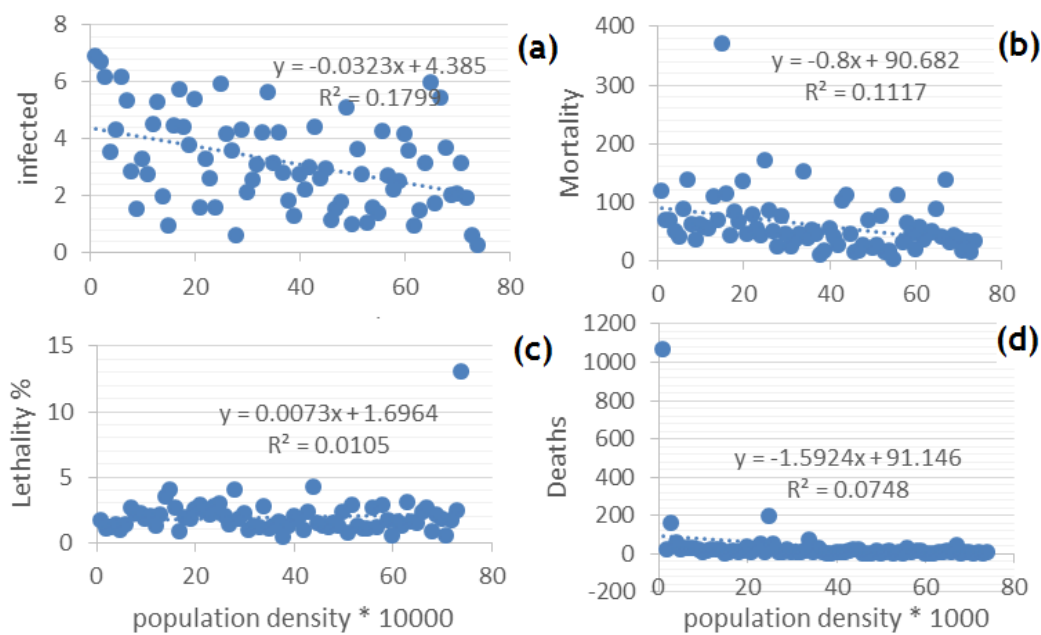 (a)
8
6
4
2
0
infected
y = -0.0323x + 4.385
R² = 0.1799
0 20 40 60 80
(b)
400
300
200
100
0
Mortality
y = -0.8x + 90.682
R² = 0.1117
0 20 40 60 80
(c)
15
10
5
0
Lethality %
y = 0.0073x + 1.6964
R² = 0.0105
0 20 40 60 80
population density * 10000
(d)
1200
1000
800
600
400
200
0
-200
Deaths
y = -1.5924x + 91.146
R² = 0.0748
0 20 40 60 80
population density * 1000